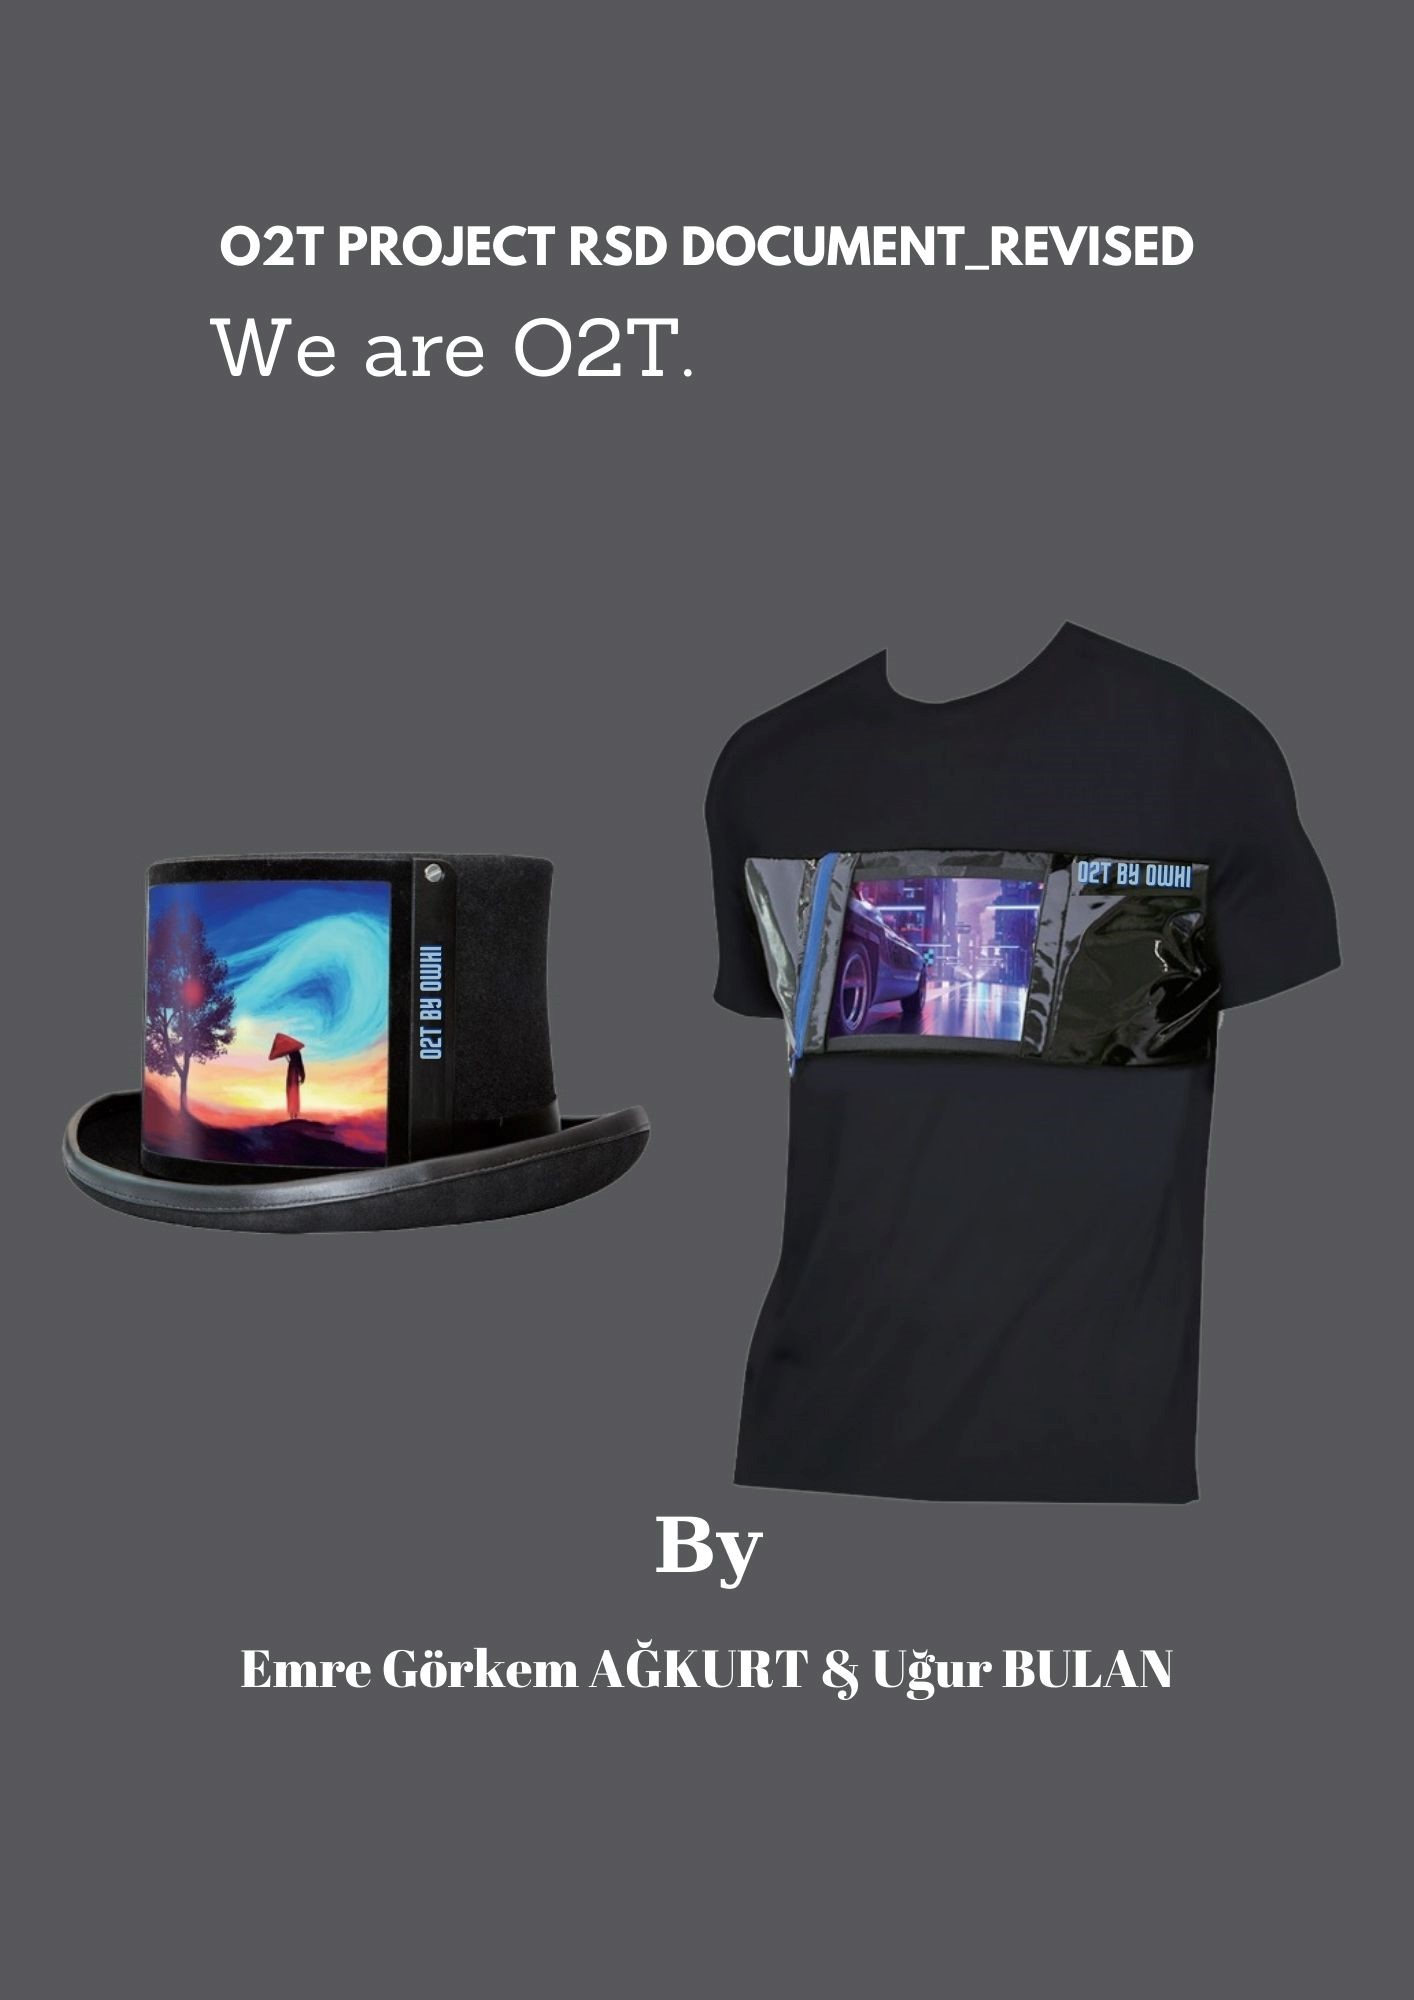 O2T PROJECT RSD DOCUMENT_REVISED
We are O2T.
O2T BY OWHI
O2T BY OWHI
By
Emre Görkem AĞKURT & Uğur BULAN